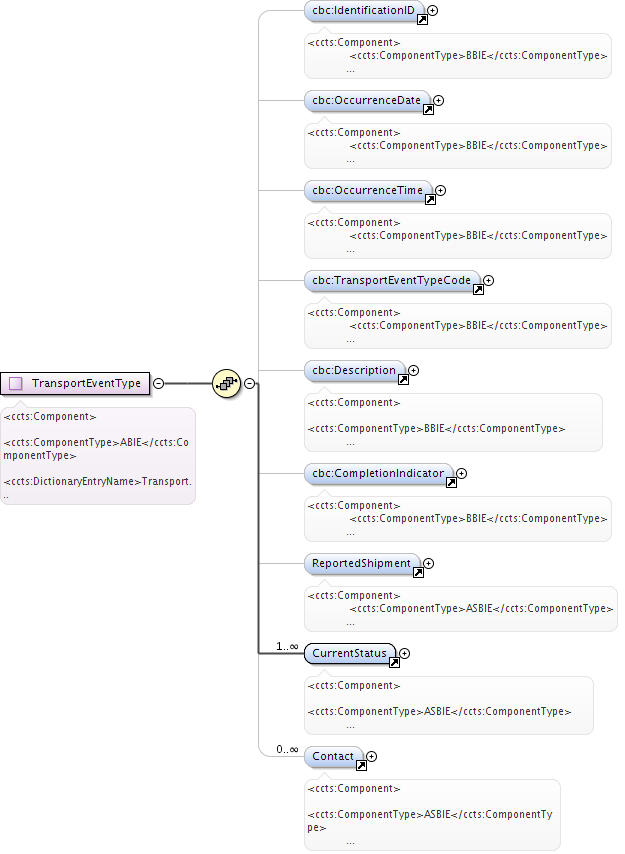 cbc:IdentificationID
<ccts:Component>
<ccts:ComponentType>BBIE</ccts:ComponentType>
...
cbc:OccurrenceDate
<ccts:Component>
<ccts:ComponentType>BBIE</ccts:ComponentType>
...
cbc:OccurrenceTime
<ccts:Component>
<ccts:ComponentType>BBIE</ccts:ComponentType>
...
cbc:TransportEventTypeCode
<ccts:Component>
<ccts:ComponentType>BBIE</ccts:ComponentType>
...
cbc:Description
<ccts:Component>
<ccts:ComponentType>BBIE</ccts:ComponentType>
...
TransportEventType
<ccts:Component>
<ccts:ComponentType>ABIE</ccts:Co
mponentType>
<ccts:DictionaryEntryName>Transport.
..
cbc:CompletionIndicator
<ccts:Component>
<ccts:ComponentType>BBIE</ccts:ComponentType>
...
ReportedShipment
<ccts:Component>
<ccts:ComponentType>ASBIE</ccts:ComponentType>
...
1..∞
CurrentStatus
<ccts:Component>
<ccts:ComponentType>ASBIE</ccts:ComponentType>
...
0..∞
Contact
<ccts:Component>
<ccts:ComponentType>ASBIE</ccts:ComponentTy
pe>
...